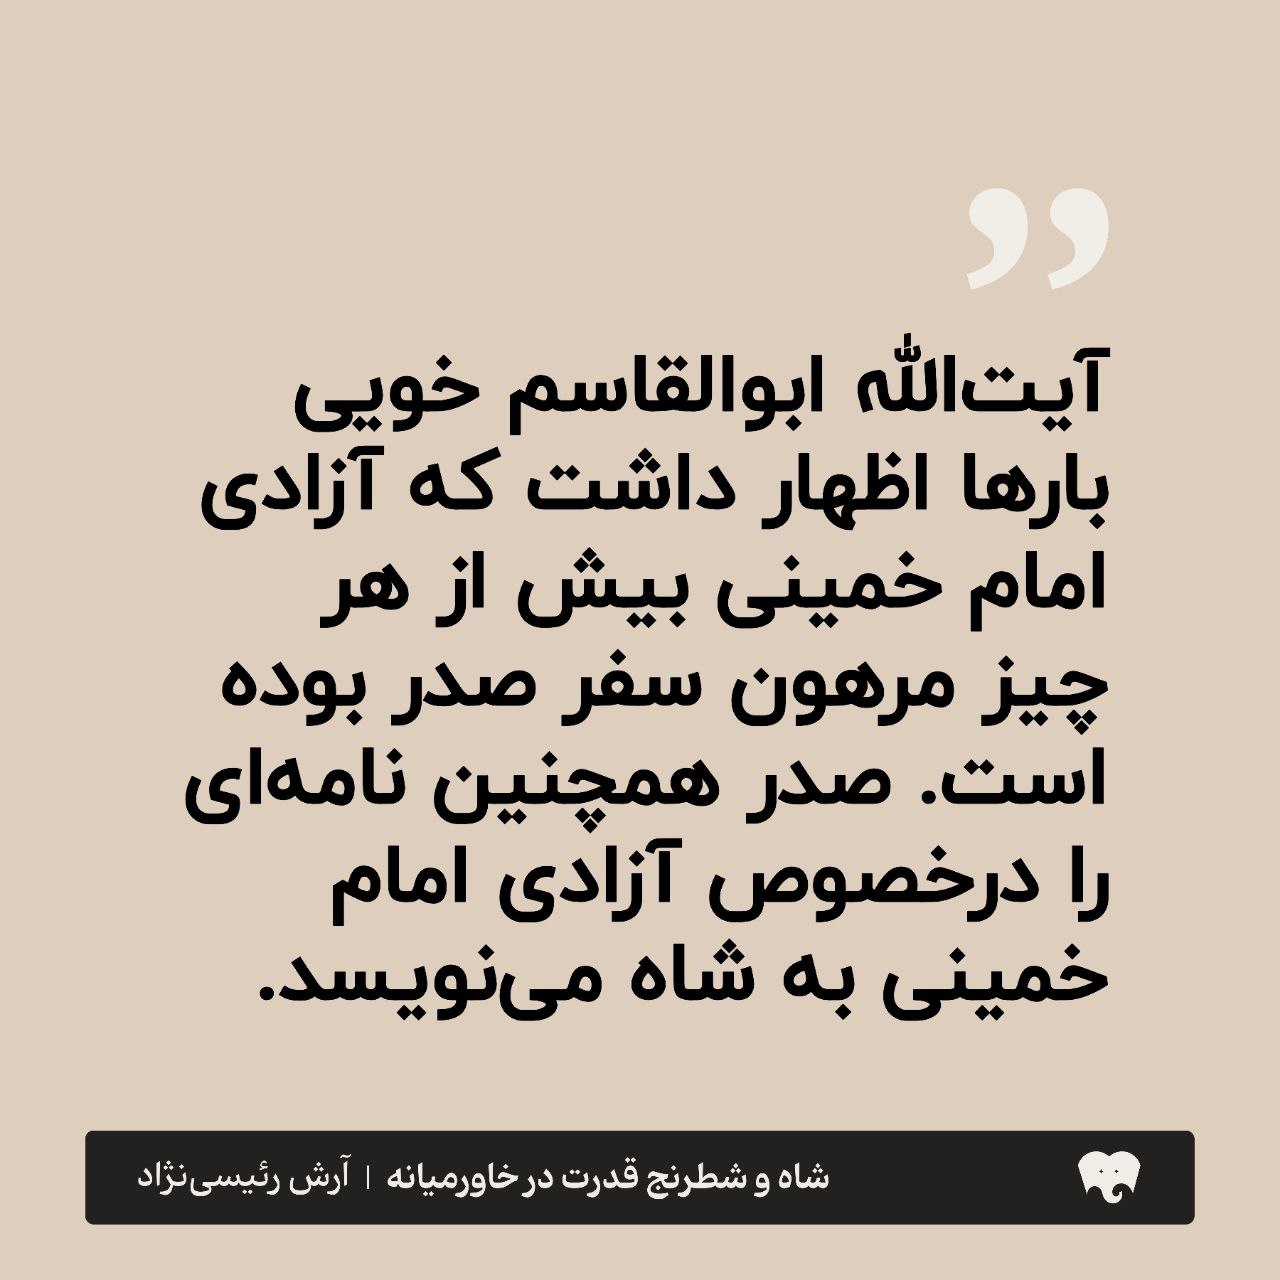 ”
آیت‌الله ابوالقاسم خویی
بارها اظهار داشت که آزادی
امام خمینی بیش از هر
چیز مرهون سفر صدر بوده
است. صدر همچنین نامه‌ای
را درخصوص آزادی امام
خمینی به شاه می‌نویسد.
شاه و شطرنج قدرت در خاورمیانه | آرش رئیسی‌نژاد